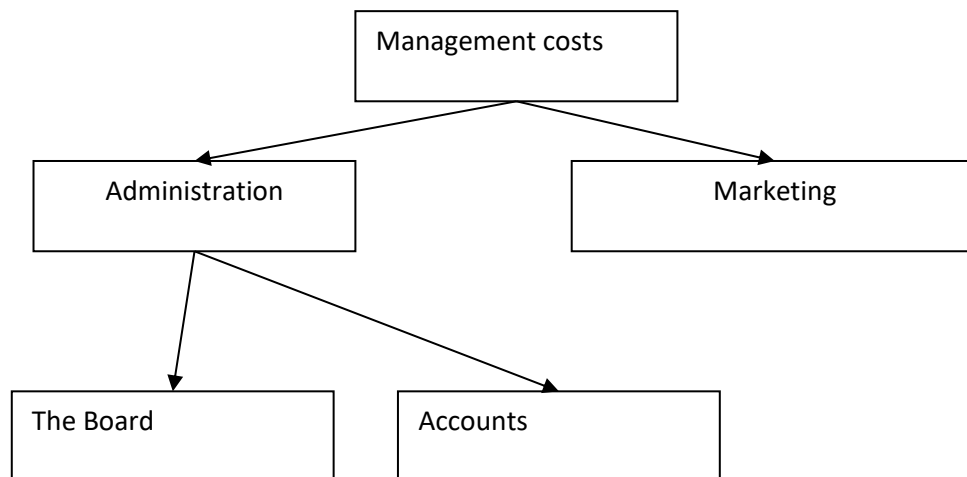 Management costs
Administration
Marketing
The Board
Accounts